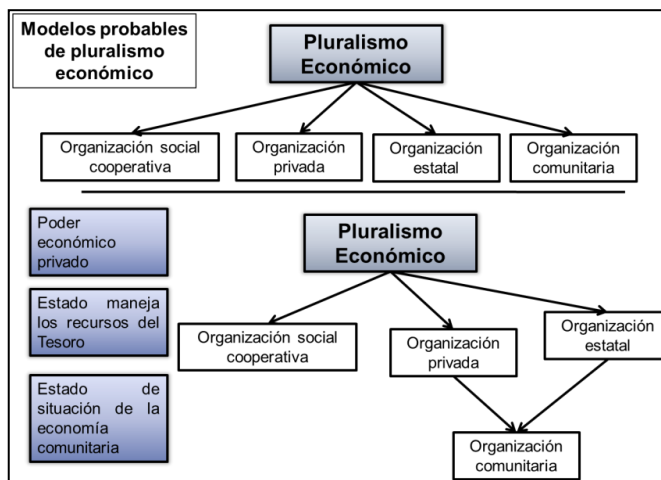 Modelos probables
de pluralismo
económico
Pluralismo
Económico
Organización social
cooperativa
Organización
privada
Organización
estatal
Organización
comunitaria
Poder
económico
privado
Estado maneja
los recursos del
Tesoro
Estado de
situación de la
economía
comunitaria
Pluralismo
Económico
Organización social
cooperativa
Organización
privada
Organización
estatal
Organización
comunitaria